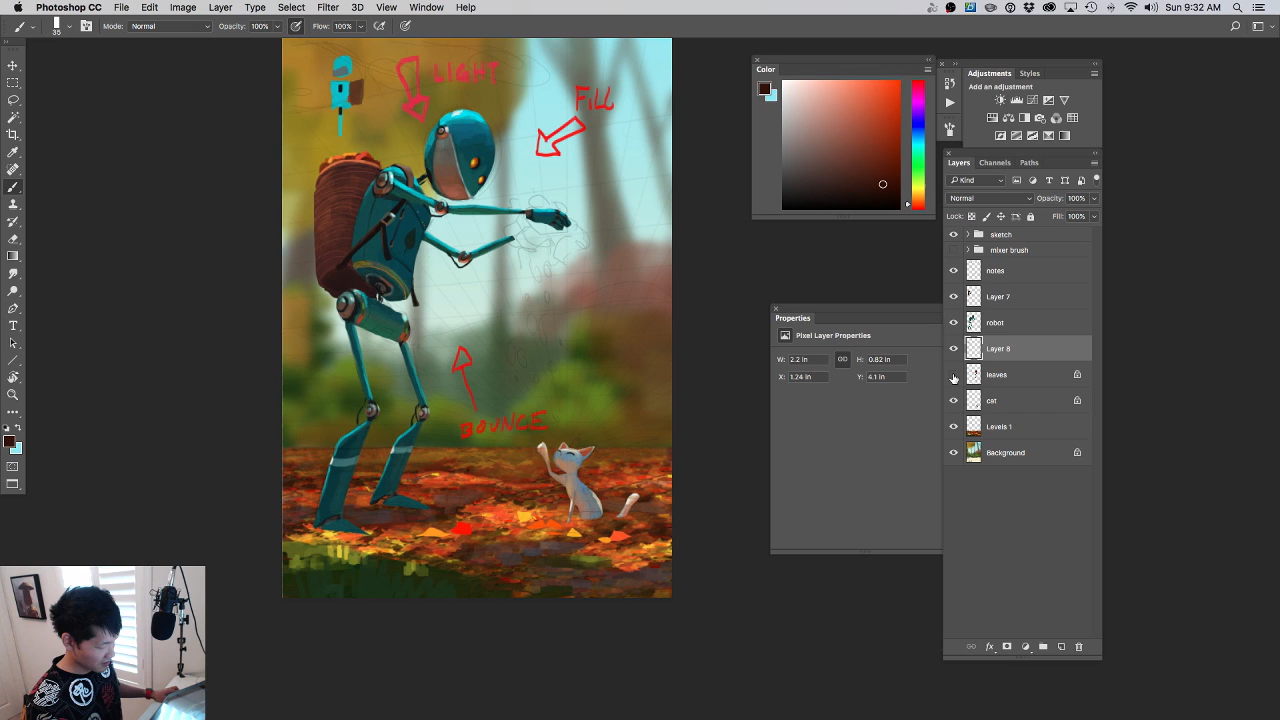 Photoshop CC File Edit Image Layer Type Select Filter 3D View Window Help
Sun 9:32 AM
35 Mode: Normal Opacity: 100% Flow: 100%
LIGHT
FILL
BOUNCE
Color
Adjustments Styles
Add an adjustment
Layers Channels Paths
Kind
Normal Opacity: 100%
Lock: Fill: 100%
sketch
mixer brush
notes
Layer 7
robot
Layer 8
leaves
cat
Levels 1
Background
Properties
Pixel Layer Properties
W: 2.2 in H: 0.82 in
X: 1.24 in Y: 4.1 in
fx